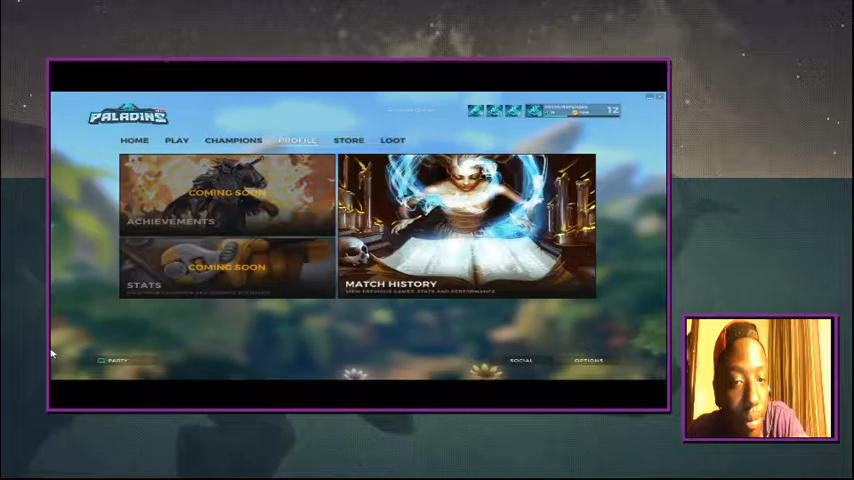 PALADINS
12
HOME PLAY CHAMPIONS PROFILE STORE LOOT
COMING SOON
ACHIEVEMENTS
COMING SOON
STATS
MATCH HISTORY
VIEW PREVIOUS GAMES STATS AND PERFORMANCE
PARTY
SOCIAL
OPTIONS